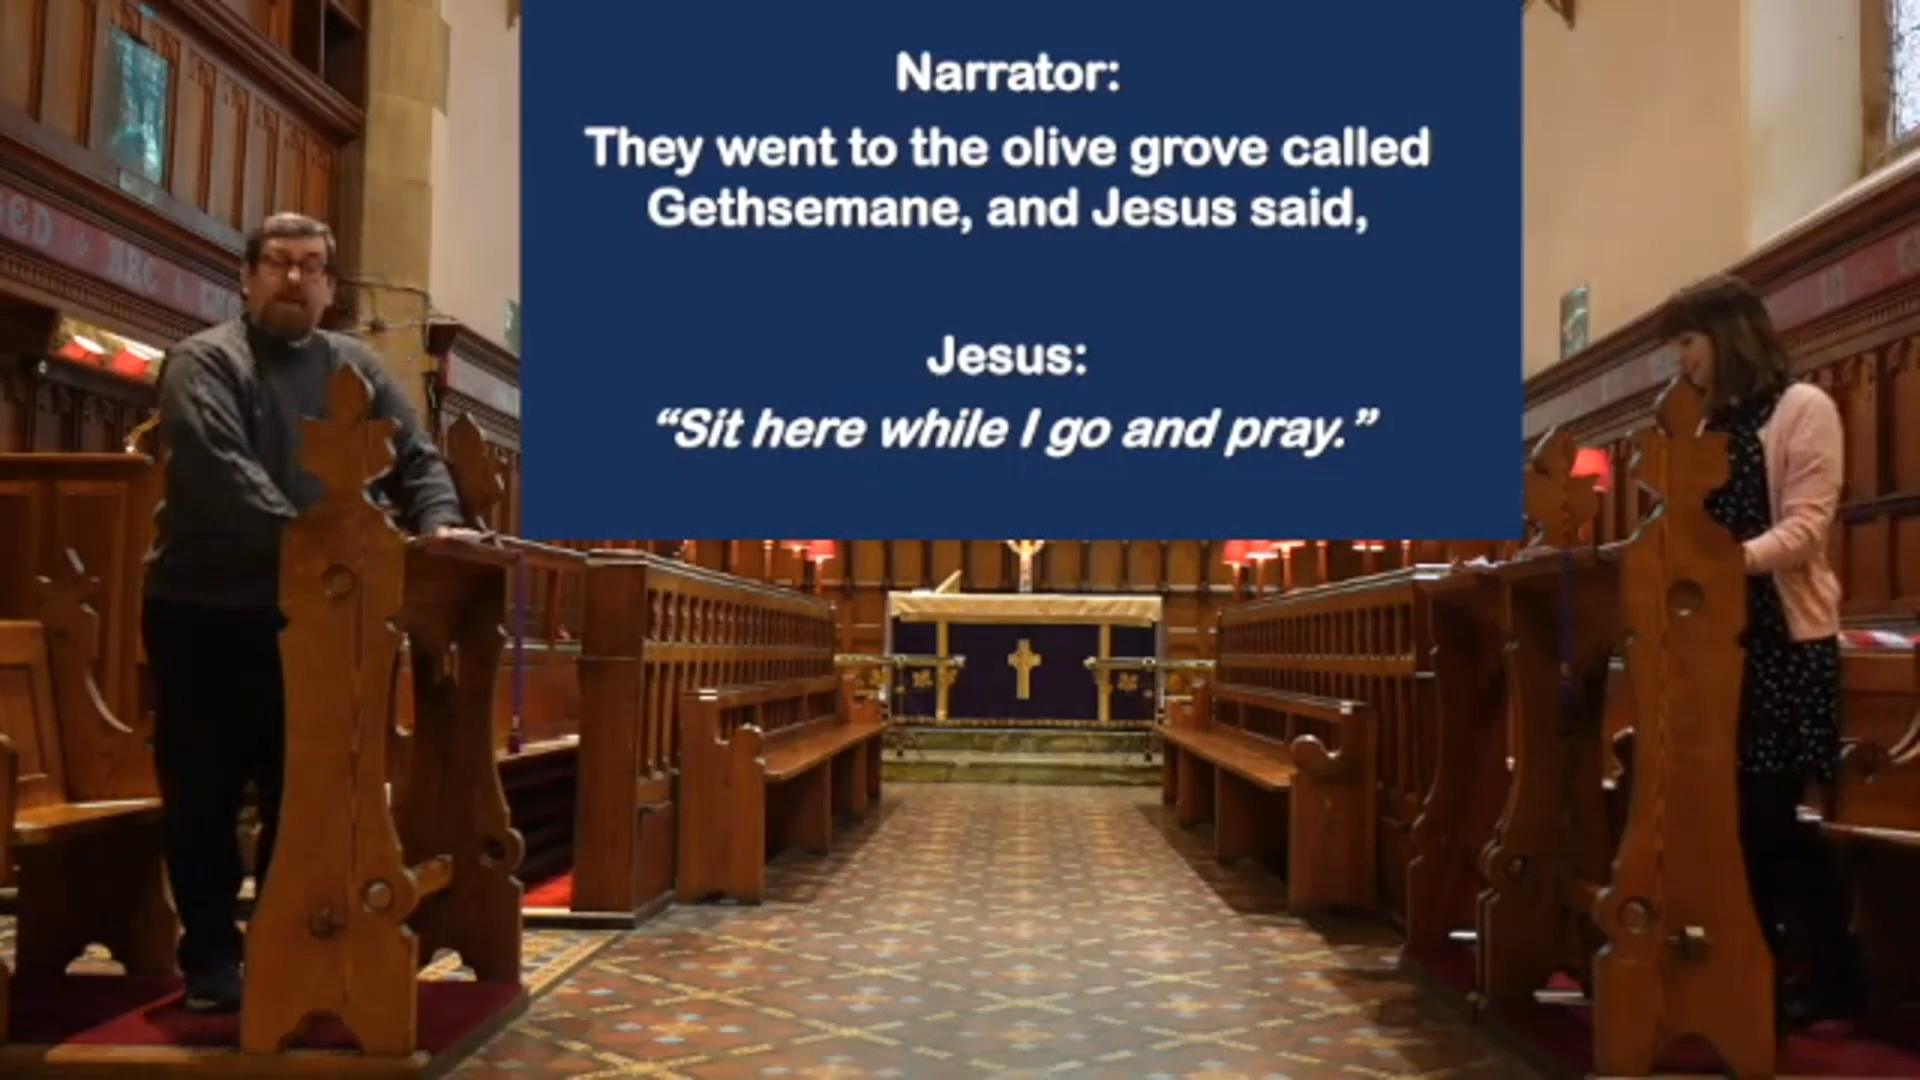 Narrator:
They went to the olive grove called
Gethsemane, and Jesus said,
Jesus:
“Sit here while I go and pray.”